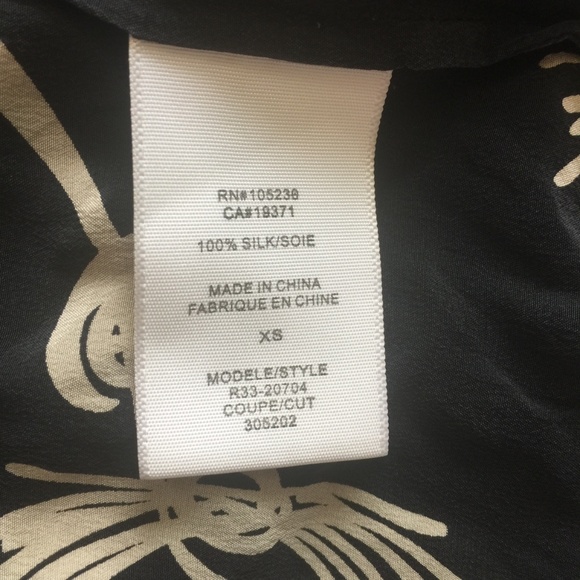 RN#105238
CA#19371
100% SILK/SOIE
MADE IN CHINA
FABRIQUE EN CHINE
XS
MODELE/STYLE
R33-20704
COUPE/CUT
305202